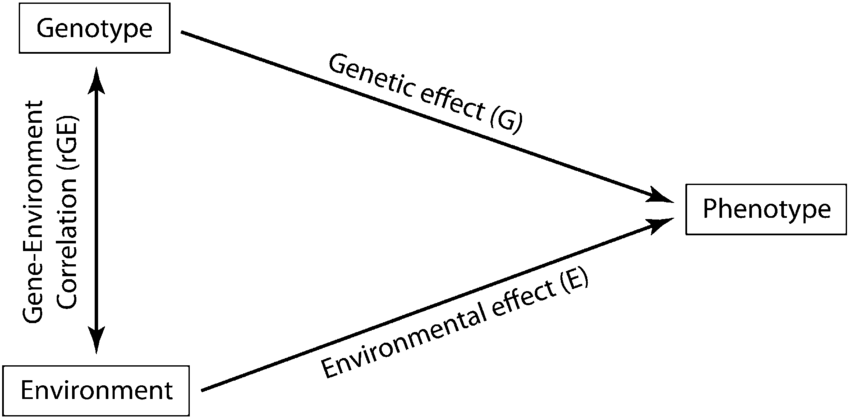 Genotype
Genetic effect (G)
Gene-Environment
Correlation (rGE)
Phenotype
Environmental effect (E)
Environment